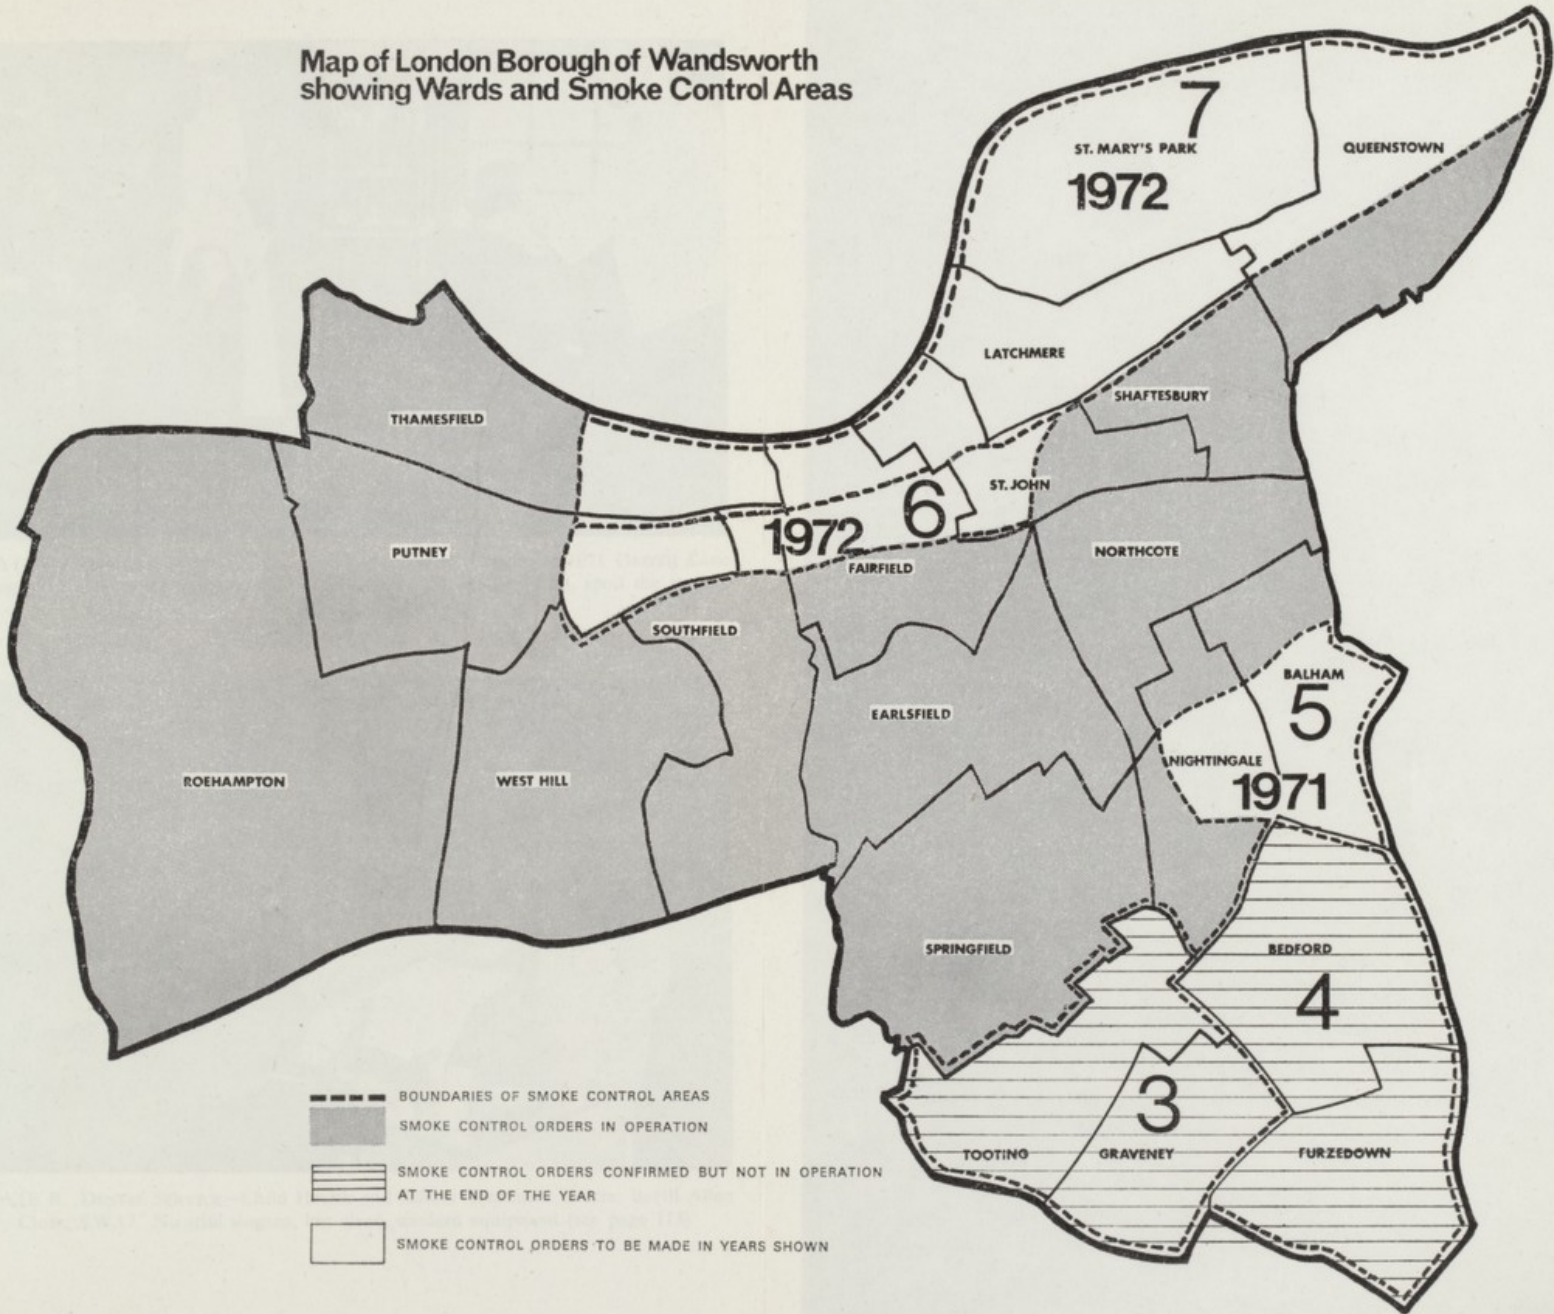 Map of London Borough of Wandsworth
showing Wards and Smoke Control Areas
7
ST. MARY'S PARK
1972
QUEENSTOWN
LATCHMERE
SHAFTESBURY
THAMESFIELD
ST. JOHN
6
1972
PUTNEY
FAIRFIELD
NORTHCOTE
SOUTHFIELD
BALHAM
5
EARLSFIELD
NIGHTINGALE
1971
ROEHAMPTON
WEST HILL
SPRINGFIELD
BEDFORD
4
3
TOOTING
GRAVENEY
FURZEDOWN
BOUNDARIES OF SMOKE CONTROL AREAS
SMOKE CONTROL ORDERS IN OPERATION
SMOKE CONTROL ORDERS CONFIRMED BUT NOT IN OPERATION
AT THE END OF THE YEAR
SMOKE CONTROL ORDERS TO BE MADE IN YEARS SHOWN